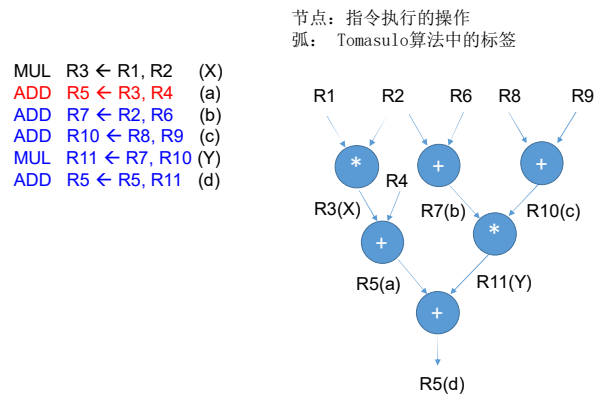 节点：指令执行的操作
弧： Tomasulo算法中的标签
MUL R3 ← R1, R2 (X)
ADD R5 ← R3, R4 (a)
ADD R7 ← R2, R6 (b)
ADD R10 ← R8, R9 (c)
MUL R11 ← R7, R10 (Y)
ADD R5 ← R5, R11 (d)
R1 R2 R6 R8 R9
* + +
R4
R3(X) R7(b) R10(c)
+ *
R5(a) R11(Y)
+
R5(d)